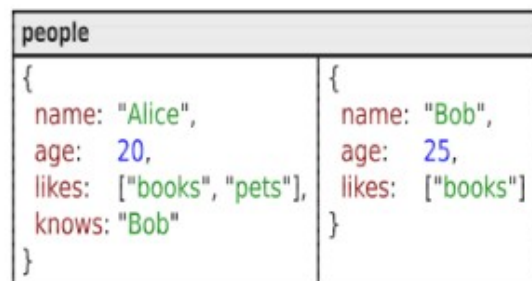 people
{
name: "Alice",
age: 20,
likes: ["books", "pets"],
knows: "Bob"
}
{
name: "Bob",
age: 25,
likes: ["books"]
}